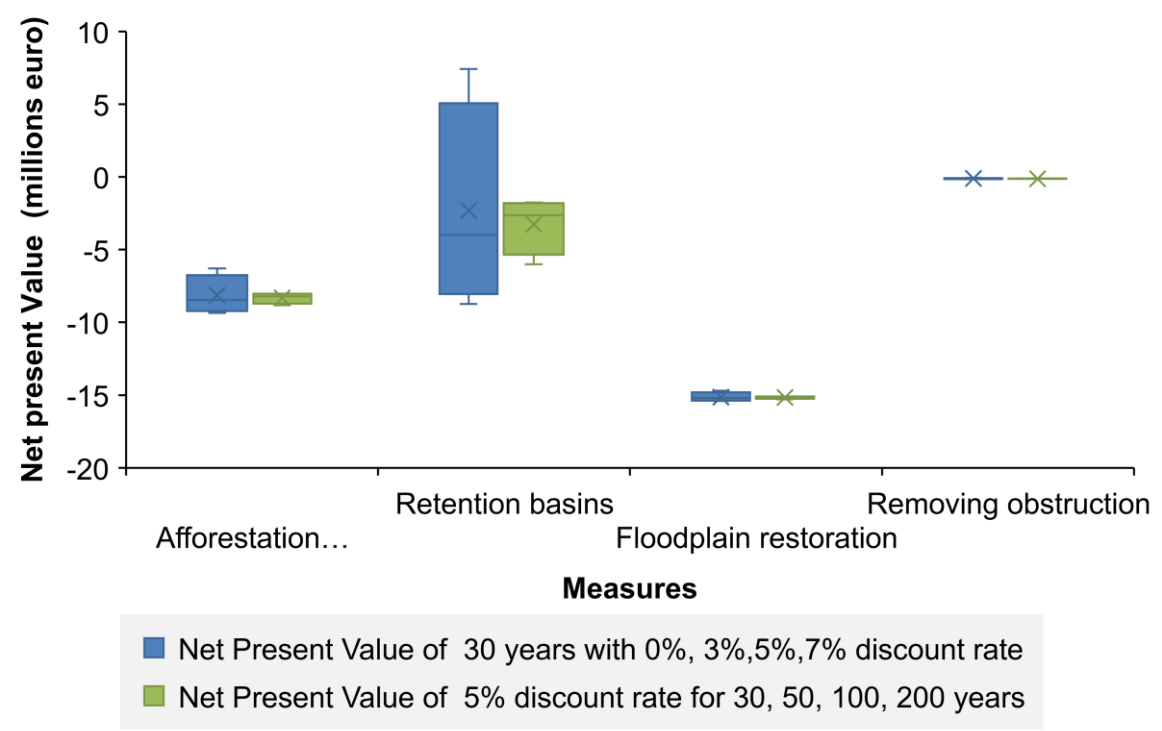 Net present Value (millions euro)
10
5
0
-5
-10
-15
-20
Retention basins
Removing obstruction
Afforestation…
Floodplain restoration
Measures
Net Present Value of 30 years with 0%, 3%,5%,7% discount rate
Net Present Value of 5% discount rate for 30, 50, 100, 200 years